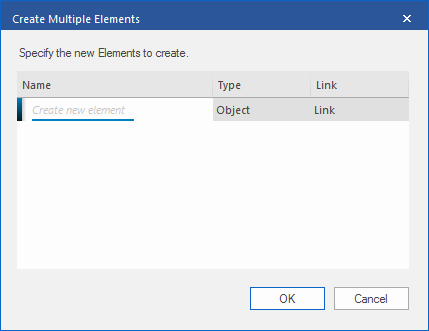 Create Multiple Elements
Specify the new Elements to create.
Name Type Link
Create new element Object Link
OK Cancel